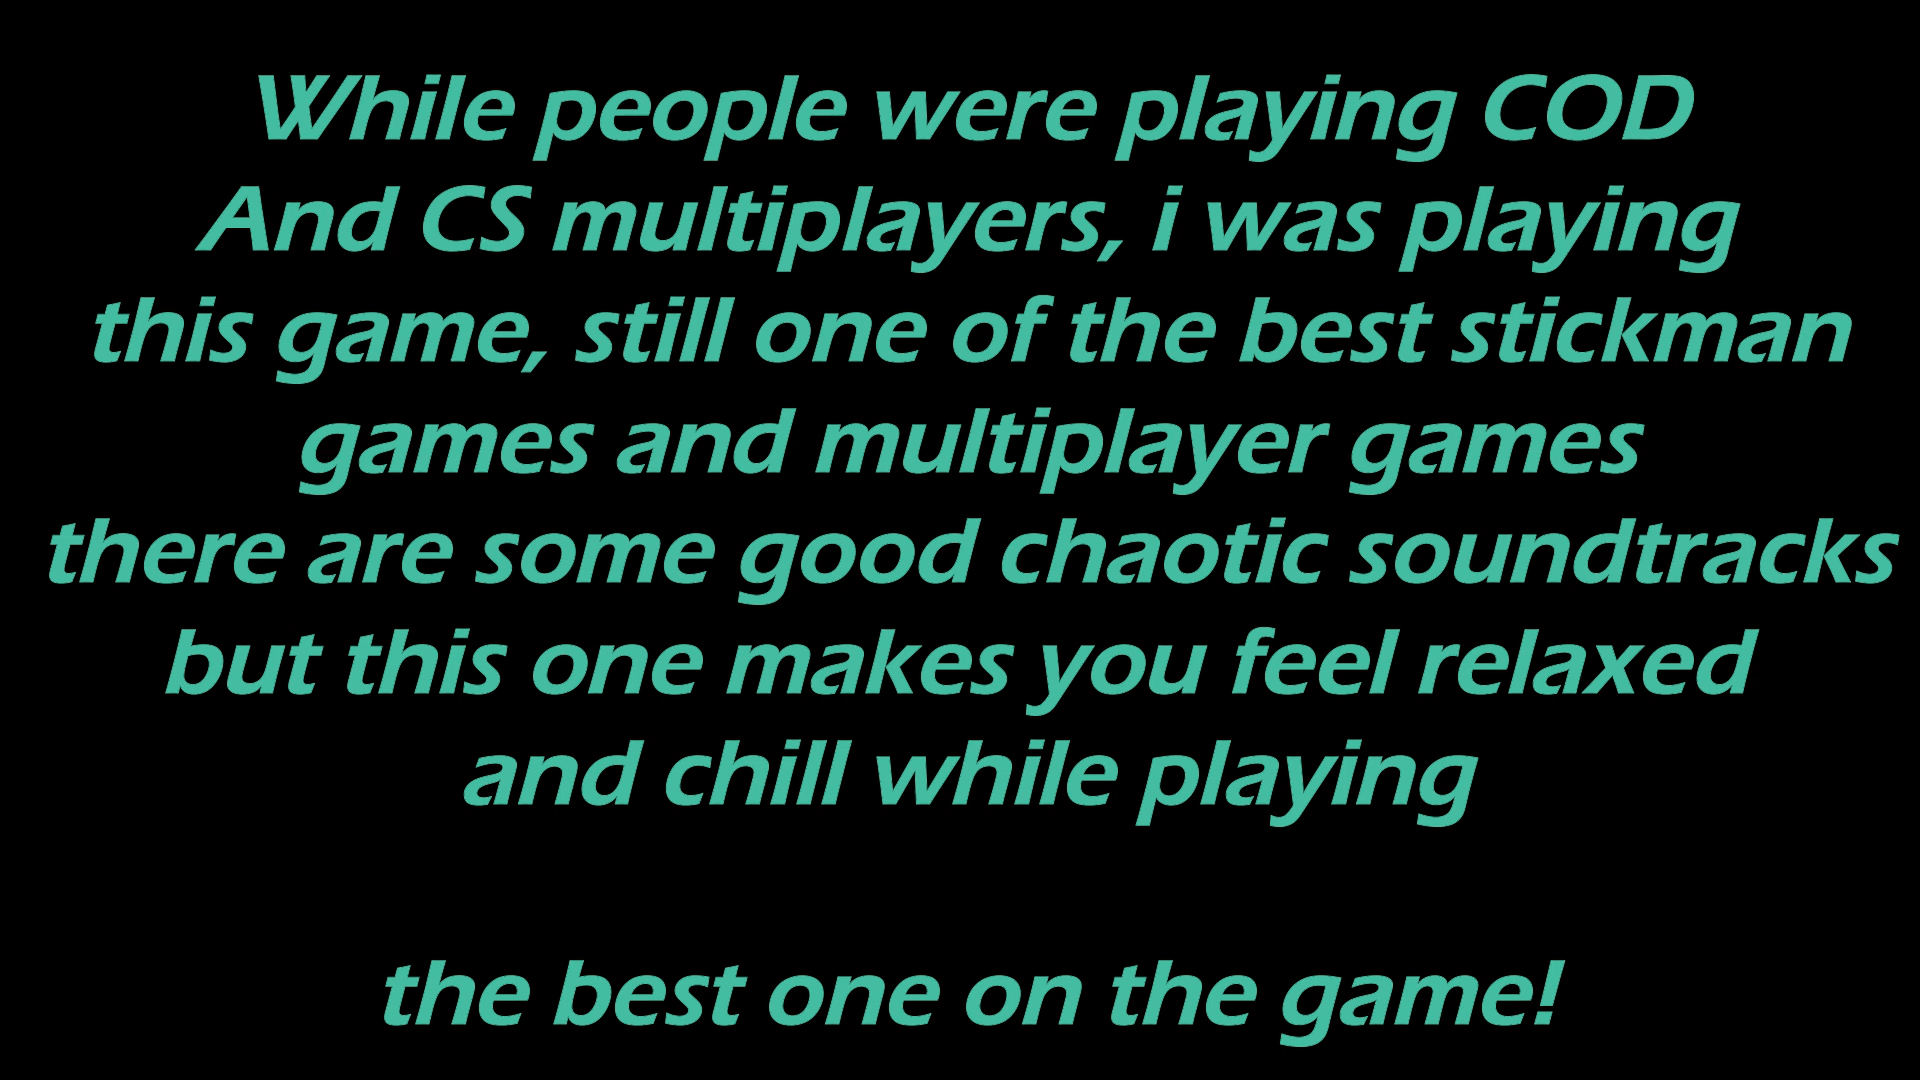 While people were playing COD
And CS multiplayers, i was playing
this game, still one of the best stickman
games and multiplayer games
there are some good chaotic soundtracks
but this one makes you feel relaxed
and chill while playing
the best one on the game!